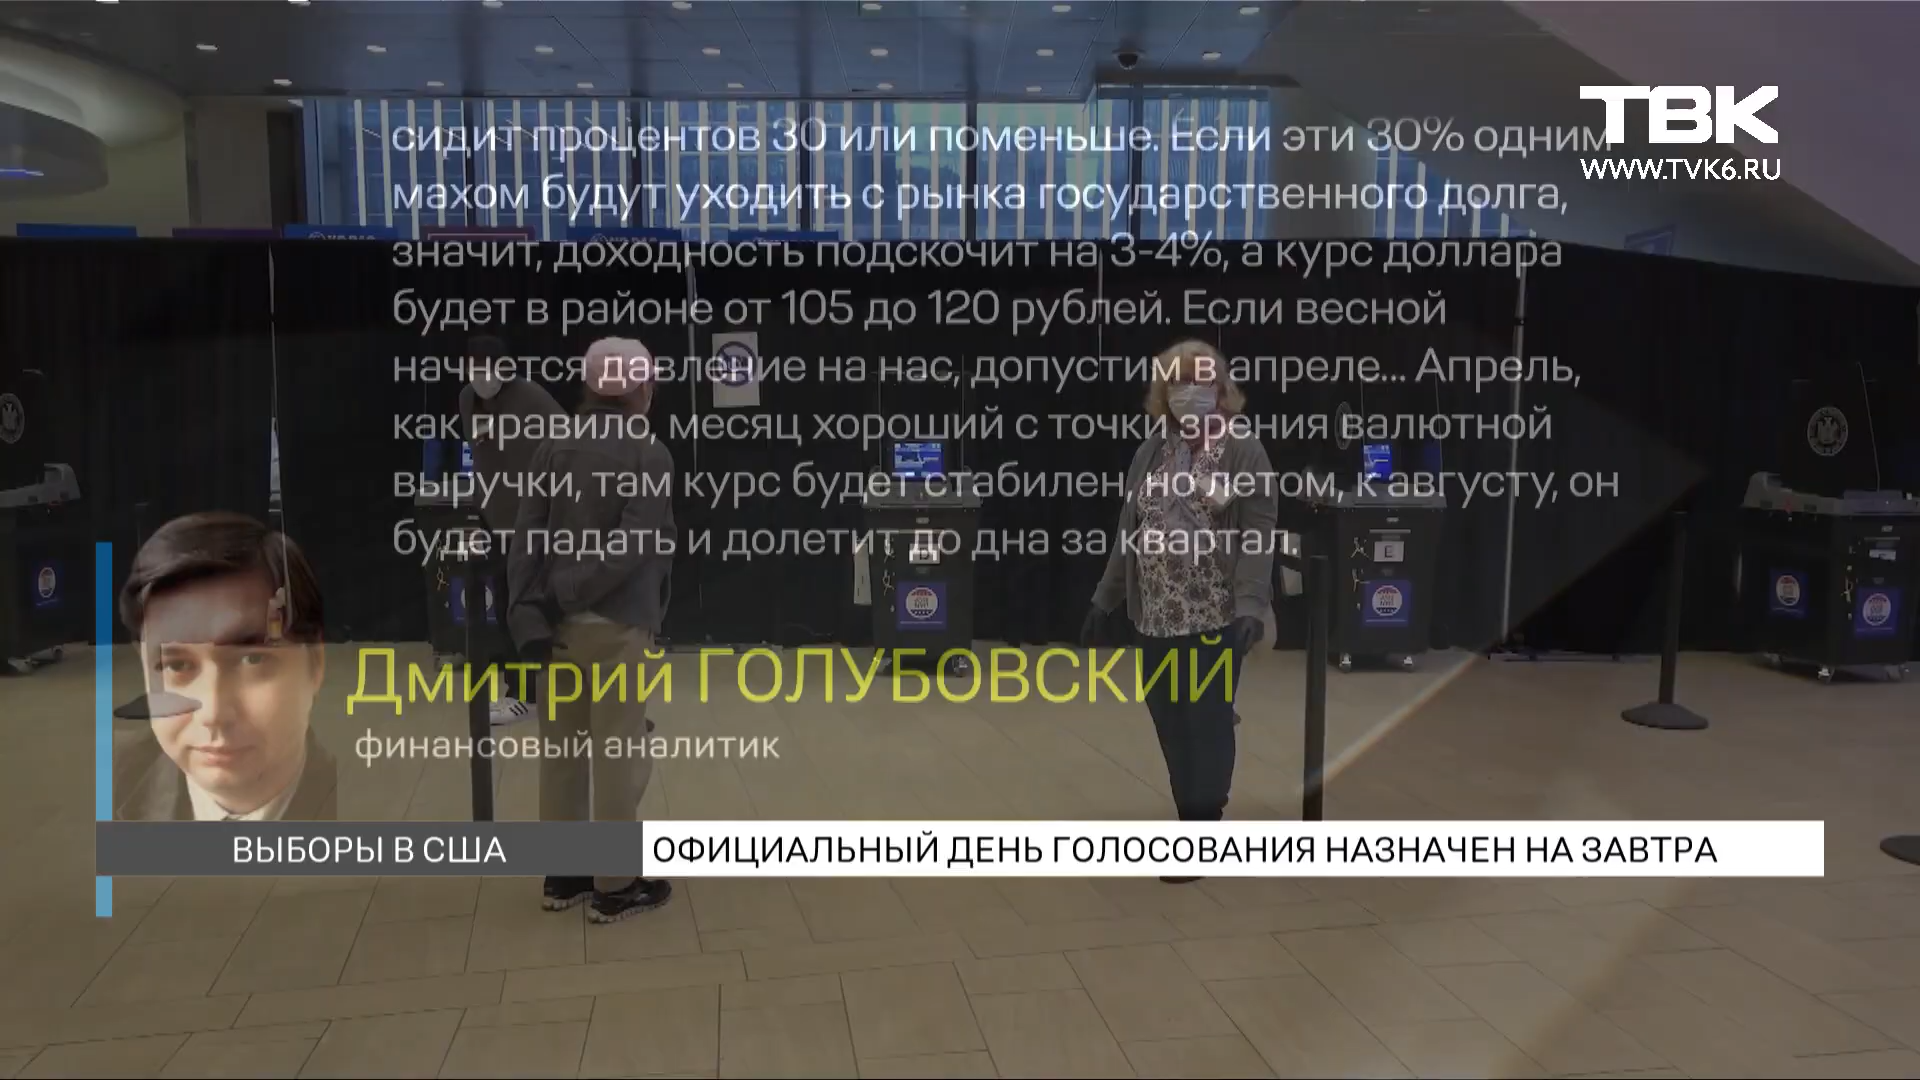 ТВК
WWW.TVK6.RU
сидит процентов 30 или поменьше. Если эти 30% одним
махом будут уходить с рынка государственного долга,
значит, доходность подскочит на 3-4%, а курс доллара
будет в районе от 105 до 120 рублей. Если весной
начнется давление на нас, допустим в апреле... Апрель,
как правило, месяц хороший с точки зрения валютной
выручки, там курс будет стабилен, но летом, к августу, он
будет падать и долетит до дна за квартал.
Дмитрий ГОЛУБОВСКИЙ
финансовый аналитик
ВЫБОРЫ В США
ОФИЦИАЛЬНЫЙ ДЕНЬ ГОЛОСОВАНИЯ НАЗНАЧЕН НА ЗАВТРА
E